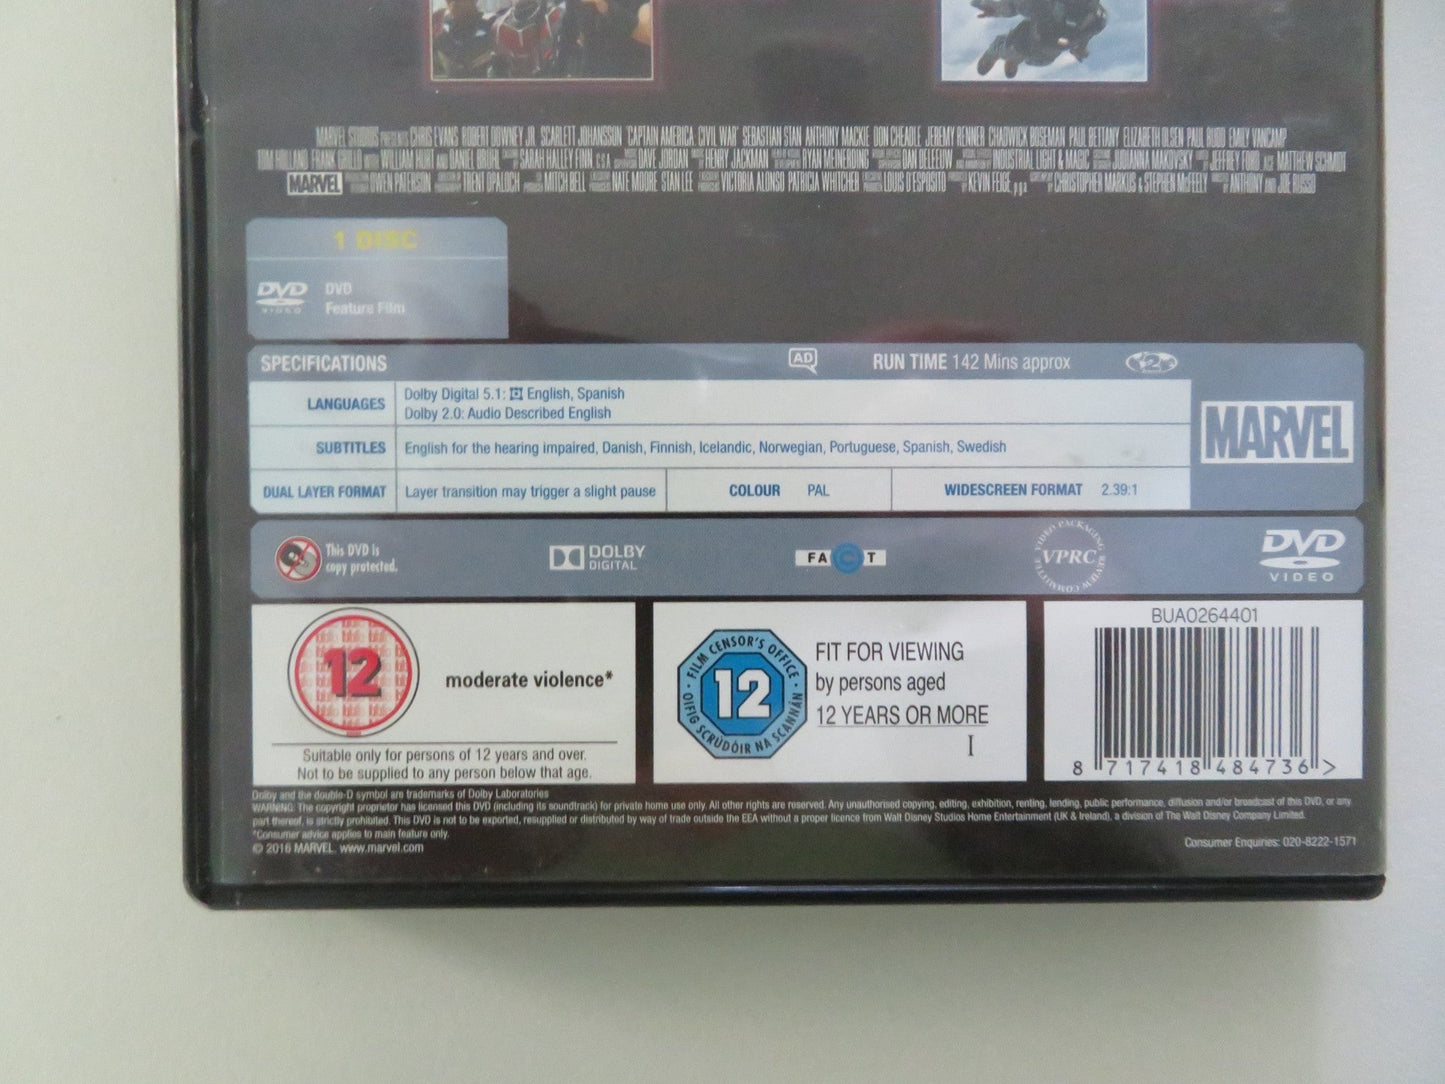 MARVEL STUDIOS PRESENTS CHRIS EVANS ROBERT DOWNEY JR. SCARLETT JOHANSSON "CAPTAIN AMERICA: CIVIL WAR" SEBASTIAN STAN ANTHONY MACKIE DON CHEADLE JEREMY RENNER CHADWICK BOSEMAN PAUL BETTANY ELIZABETH OLSEN PAUL RUDD EMILY VANCAMP
TOM HOLLAND FRANK GRILLO WITH WILLIAM HURT AND DANIEL BRÜHL SARAH HALLEY FINN, C.S.A. DAVE JORDAN HENRY JACKMAN RYAN MEINERDING DAN DELEEUW INDUSTRIAL LIGHT & MAGIC JUDIANNA MAKOVSKY JEFFREY FORD, ACE MATTHEW SCHMIDT
MARVEL OWEN PATERSON TRENT OPALOCH MITCH BELL NATE MOORE STAN LEE VICTORIA ALONSO PATRICIA WHITCHER LOUIS D'ESPOSITO KEVIN FEIGE, p.g.a. CHRISTOPHER MARKUS & STEPHEN McFEELY ANTHONY AND JOE RUSSO
1 DISC
DVD VIDEO
DVD
Feature Film
SPECIFICATIONS AD RUN TIME 142 Mins approx 2
LANGUAGES Dolby Digital 5.1: English, Spanish
Dolby 2.0: Audio Described English
SUBTITLES English for the hearing impaired, Danish, Finnish, Icelandic, Norwegian, Portuguese, Spanish, Swedish
DUAL LAYER FORMAT Layer transition may trigger a slight pause COLOUR PAL WIDESCREEN FORMAT 2.39:1
MARVEL
This DVD is
copy protected.
DOLBY
DIGITAL
FACT
VIDEO PACKAGING REVIEW COMMITTEE
VPRC
DVD
VIDEO
12
moderate violence*
Suitable only for persons of 12 years and over.
Not to be supplied to any person below that age.
FILM CENSOR'S OFFICE
12
OIFIG SCRÚDÓIR NA SCANNÁN
FIT FOR VIEWING
by persons aged
12 YEARS OR MORE
I
BUA0264401
8 717418 484736 >
Dolby and the double-D symbol are trademarks of Dolby Laboratories
WARNING: The copyright proprietor has licensed this DVD (including its soundtrack) for private home use only. All other rights are reserved. Any unauthorised copying, editing, exhibition, renting, lending, public performance, diffusion and/or broadcast of this DVD, or any
part thereof, is strictly prohibited. This DVD is not to be exported, resupplied or distributed by way of trade outside the EEA without a proper licence from Walt Disney Studios Home Entertainment (UK & Ireland), a division of The Walt Disney Company Limited.
*Consumer advice applies to main feature only.
© 2016 MARVEL. www.marvel.com
Consumer Enquiries: 020-8222-1571